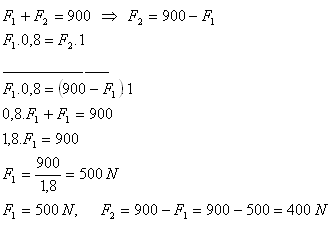 F₁ + F₂ = 900 ⇒ F₂ = 900 − F₁
F₁.0,8 = F₂.1
F₁.0,8 = (900 − F₁) 1
0,8.F₁ + F₁ = 900
1,8.F₁ = 900
F₁ = 900/1,8 = 500 N
F₁ = 500 N, F₂ = 900 − F₁ = 900 − 500 = 400 N